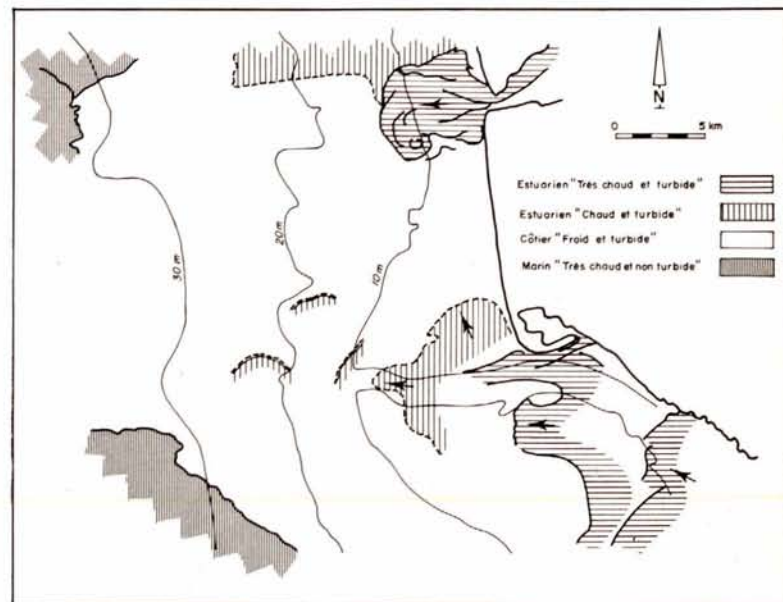 N
0 5 km
Estuarien "Très chaud et turbide"
Estuarien "Chaud et turbide"
Côtier "Froid et turbide"
Marin "Très chaud et non turbide"
30 m
20 m
10 m